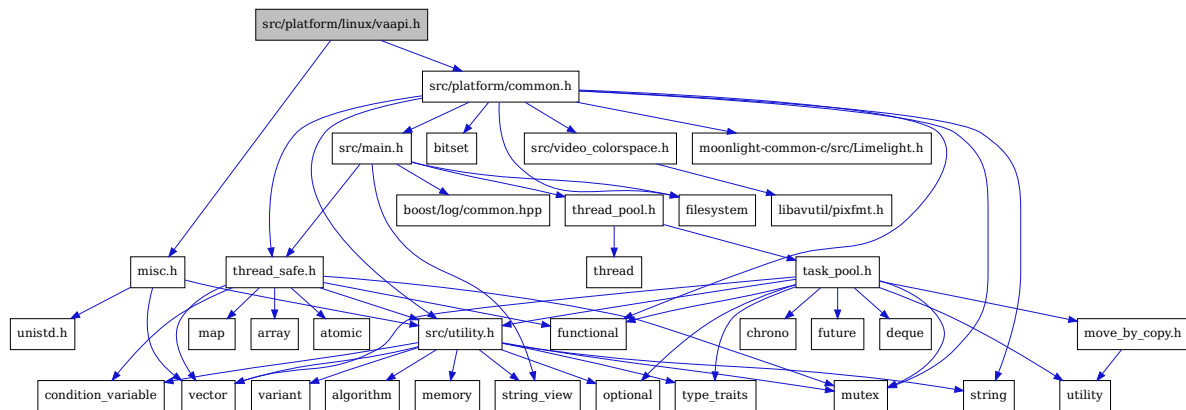 src/platform/linux/vaapi.h
src/platform/common.h
src/main.h
bitset
src/video_colorspace.h
moonlight-common-c/src/Limelight.h
boost/log/common.hpp
thread_pool.h
filesystem
libavutil/pixfmt.h
misc.h
thread_safe.h
thread
task_pool.h
unistd.h
map
array
atomic
src/utility.h
functional
chrono
future
deque
move_by_copy.h
condition_variable
vector
variant
algorithm
memory
string_view
optional
type_traits
mutex
string
utility